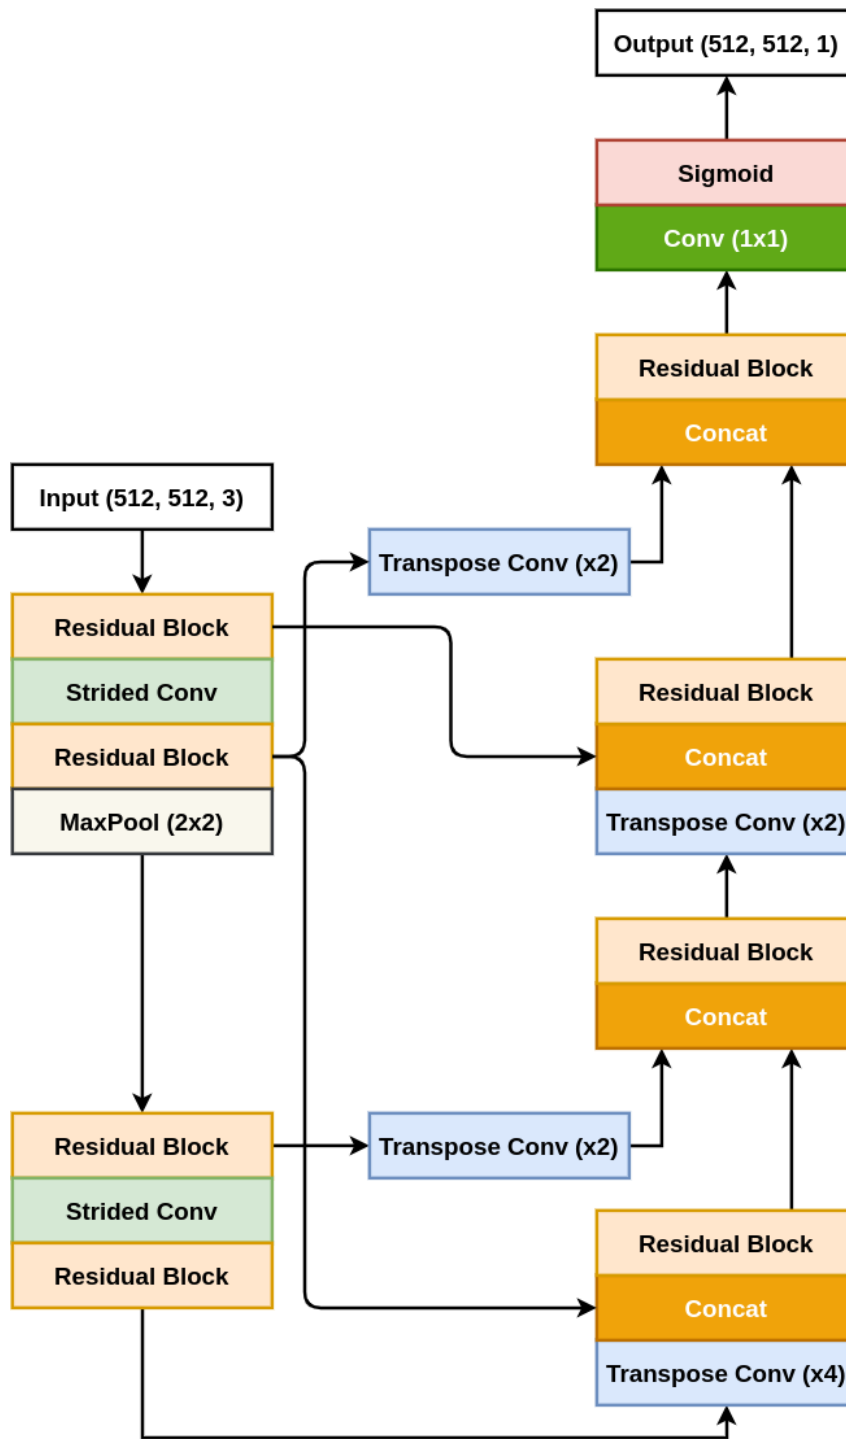 Output (512, 512, 1)
Sigmoid
Conv (1x1)
Residual Block
Concat
Input (512, 512, 3)
Transpose Conv (x2)
Residual Block
Strided Conv
Residual Block
MaxPool (2x2)
Residual Block
Concat
Transpose Conv (x2)
Residual Block
Concat
Residual Block
Strided Conv
Residual Block
Transpose Conv (x2)
Residual Block
Concat
Transpose Conv (x4)